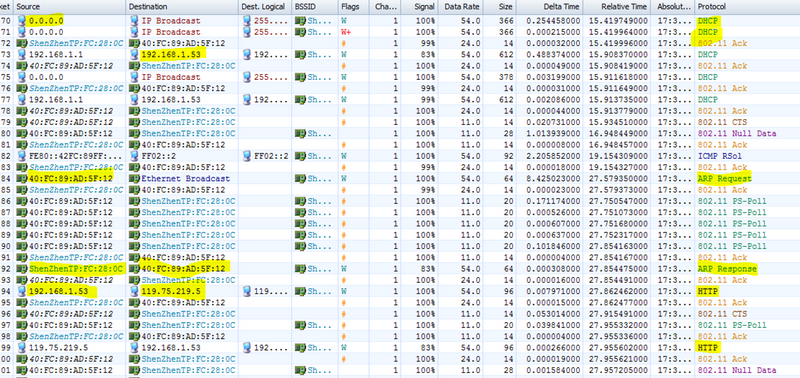 ket Source Destination Dest. Logical BSSID Flags Cha... Signal Data Rate Size Delta Time Relative Time Absolut... Protocol
70 0.0.0.0 IP Broadcast 255.... Sh... W 1 100% 54.0 366 0.254458000 15.419749000 17:3... DHCP
71 0.0.0.0 IP Broadcast 255.... Sh... W+ 1 100% 54.0 366 0.000215000 15.419964000 17:3... DHCP
72 ShenZhenTP:FC:28:0C 40:FC:89:AD:5F:12 # 1 99% 24.0 14 0.000032000 15.419996000 17:3... 802.11 Ack
73 192.168.1.1 192.168.1.53 192.... Sh... W 1 83% 54.0 612 0.488374000 15.908370000 17:3... DHCP
74 40:FC:89:AD:5F:12 ShenZhenTP:FC:28:0C # 1 100% 24.0 14 0.000049000 15.908419000 17:3... 802.11 Ack
75 0.0.0.0 IP Broadcast 255.... Sh... W 1 100% 54.0 378 0.003199000 15.911618000 17:3... DHCP
76 ShenZhenTP:FC:28:0C 40:FC:89:AD:5F:12 # 1 99% 24.0 14 0.000031000 15.911649000 17:3... 802.11 Ack
77 192.168.1.1 192.168.1.53 192.... Sh... W 1 99% 24.0 612 0.002086000 15.913735000 17:3... DHCP
78 40:FC:89:AD:5F:12 ShenZhenTP:FC:28:0C # 1 100% 24.0 14 0.000044000 15.913779000 17:3... 802.11 Ack
79 40:FC:89:AD:5F:12 40:FC:89:AD:5F:12 # 1 100% 11.0 14 0.020731000 15.934510000 17:3... 802.11 CTS
80 40:FC:89:AD:5F:12 ShenZhenTP:FC:28:0C Sh... 1 100% 11.0 28 1.013939000 16.948449000 17:3... 802.11 Null Data
81 ShenZhenTP:FC:28:0C 40:FC:89:AD:5F:12 # 1 100% 11.0 14 0.000008000 16.948457000 17:3... 802.11 Ack
82 FE80::42FC:89FF:... FF02::2 FF02::2 Sh... W 1 100% 54.0 92 2.205852000 19.154309000 17:3... ICMP RSol
83 ShenZhenTP:FC:28:0C 40:FC:89:AD:5F:12 # 1 99% 24.0 14 0.000018000 19.154327000 17:3... 802.11 Ack
84 40:FC:89:AD:5F:12 Ethernet Broadcast Sh... W 1 100% 54.0 64 8.425023000 27.579350000 17:3... ARP Request
85 ShenZhenTP:FC:28:0C 40:FC:89:AD:5F:12 # 1 99% 24.0 14 0.000023000 27.579373000 17:3... 802.11 Ack
86 40:FC:89:AD:5F:12 ShenZhenTP:FC:28:0C Sh... # 1 100% 11.0 20 0.171174000 27.750547000 17:3... 802.11 PS-Poll
87 40:FC:89:AD:5F:12 ShenZhenTP:FC:28:0C Sh... # 1 100% 11.0 20 0.000526000 27.751073000 17:3... 802.11 PS-Poll
88 40:FC:89:AD:5F:12 ShenZhenTP:FC:28:0C Sh... # 1 100% 11.0 20 0.000607000 27.751680000 17:3... 802.11 PS-Poll
89 40:FC:89:AD:5F:12 ShenZhenTP:FC:28:0C Sh... # 1 100% 11.0 20 0.000637000 27.752317000 17:3... 802.11 PS-Poll
90 40:FC:89:AD:5F:12 ShenZhenTP:FC:28:0C Sh... # 1 100% 11.0 20 0.101846000 27.854163000 17:3... 802.11 PS-Poll
91 ShenZhenTP:FC:28:0C 40:FC:89:AD:5F:12 # 1 100% 11.0 14 0.000004000 27.854167000 17:3... 802.11 Ack
92 ShenZhenTP:FC:28:0C 40:FC:89:AD:5F:12 Sh... W 1 83% 54.0 64 0.000308000 27.854475000 17:3... ARP Response
93 40:FC:89:AD:5F:12 ShenZhenTP:FC:28:0C # 1 100% 24.0 14 0.000016000 27.854491000 17:3... 802.11 Ack
94 192.168.1.53 119.75.219.5 119.... Sh... W 1 100% 54.0 96 0.007971000 27.862462000 17:3... HTTP
95 ShenZhenTP:FC:28:0C 40:FC:89:AD:5F:12 # 1 100% 24.0 14 0.000015000 27.862477000 17:3... 802.11 Ack
96 40:FC:89:AD:5F:12 40:FC:89:AD:5F:12 # 1 100% 11.0 14 0.053014000 27.915491000 17:3... 802.11 CTS
97 40:FC:89:AD:5F:12 ShenZhenTP:FC:28:0C Sh... # 1 100% 11.0 20 0.039841000 27.955332000 17:3... 802.11 PS-Poll
98 ShenZhenTP:FC:28:0C 40:FC:89:AD:5F:12 # 1 100% 11.0 14 0.000004000 27.955336000 17:3... 802.11 Ack
99 119.75.219.5 192.168.1.53 192.... Sh... W 1 83% 54.0 96 0.000266000 27.955602000 17:3... HTTP
00 40:FC:89:AD:5F:12 ShenZhenTP:FC:28:0C # 1 100% 24.0 14 0.000019000 27.955621000 17:3... 802.11 Ack
01 40:FC:89:AD:5F:12 ShenZhenTP:FC:28:0C Sh... 1 100% 11.0 28 0.001584000 27.957205000 17:3... 802.11 Null Data